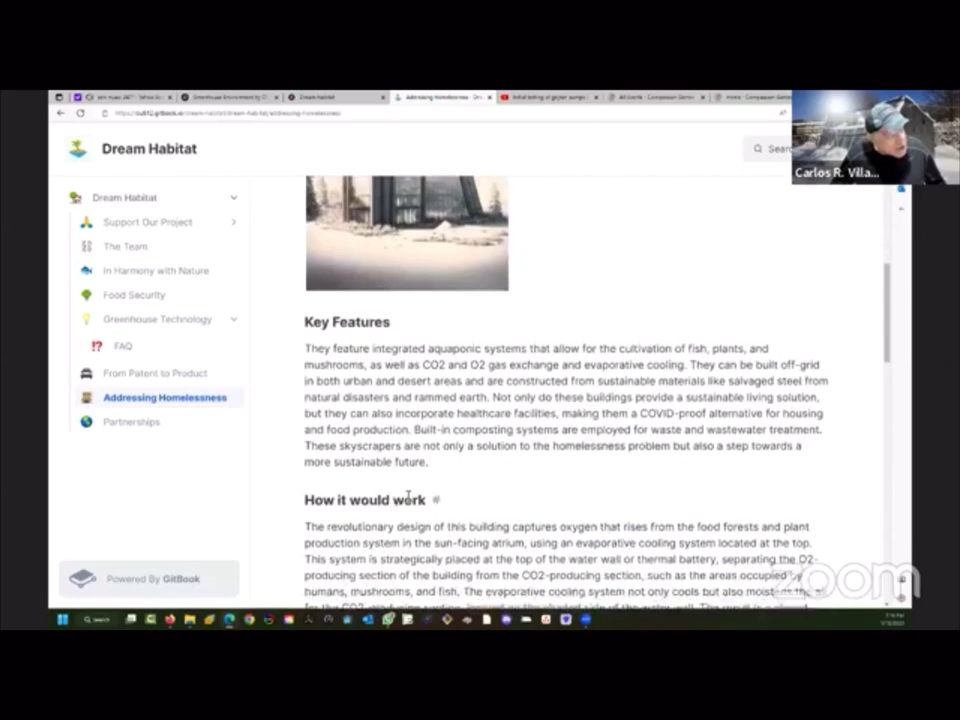 Addressing Homelessness
Dream Habitat
Carlos R. Villa...
Dream Habitat
Support Our Project
The Team
In Harmony with Nature
Food Security
Greenhouse Technology
FAQ
From Patent to Product
Addressing Homelessness
Partnerships
Powered By GitBook
Key Features
They feature integrated aquaponic systems that allow for the cultivation of fish, plants, and
mushrooms, as well as CO2 and O2 gas exchange and evaporative cooling. They can be built off-grid
in both urban and desert areas and are constructed from sustainable materials like salvaged steel from
natural disasters and rammed earth. Not only do these buildings provide a sustainable living solution,
but they can also incorporate healthcare facilities, making them a COVID-proof alternative for housing
and food production. Built-in composting systems are employed for waste and wastewater treatment.
These skyscrapers are not only a solution to the homelessness problem but also a step towards a
more sustainable future.
How it would work #
The revolutionary design of this building captures oxygen that rises from the food forests and plant
production system in the sun-facing atrium, using an evaporative cooling system located at the top.
This system is strategically placed at the top of the water wall or thermal battery, separating the O2-
producing section of the building from the CO2-producing section, such as the areas occupied by
humans, mushrooms, and fish. The evaporative cooling system not only cools but also
zoom
Search